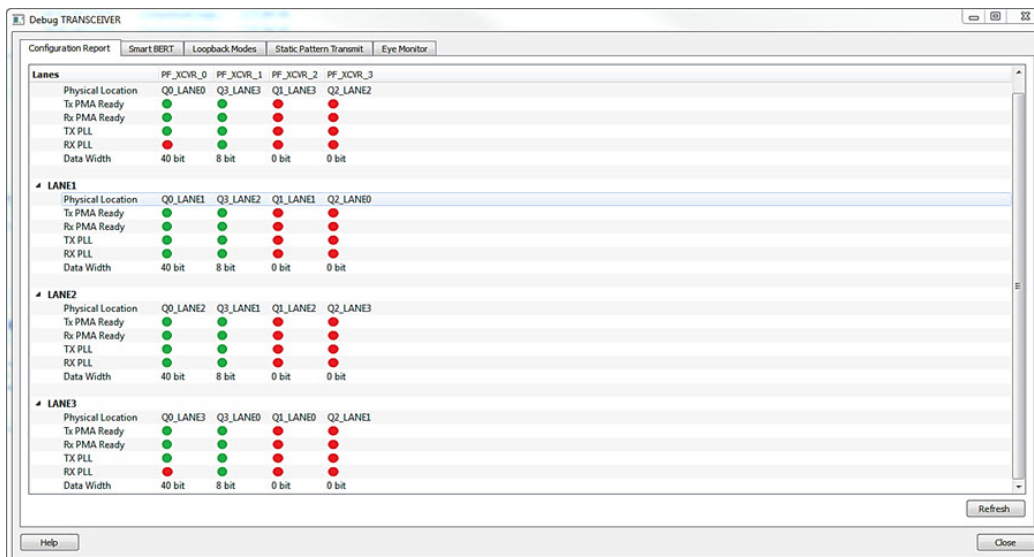 Debug TRANSCEIVER
Configuration Report Smart BERT Loopback Modes Static Pattern Transmit Eye Monitor
Lanes PF_XCVR_0 PF_XCVR_1 PF_XCVR_2 PF_XCVR_3
Physical Location Q0_LANE0 Q3_LANE3 Q1_LANE3 Q2_LANE2
Tx PMA Ready
Rx PMA Ready
TX PLL
RX PLL
Data Width 40 bit 8 bit 0 bit 0 bit
LANE1
Physical Location Q0_LANE1 Q3_LANE2 Q1_LANE1 Q2_LANE0
Tx PMA Ready
Rx PMA Ready
TX PLL
RX PLL
Data Width 40 bit 8 bit 0 bit 0 bit
LANE2
Physical Location Q0_LANE2 Q3_LANE1 Q1_LANE2 Q2_LANE3
Tx PMA Ready
Rx PMA Ready
TX PLL
RX PLL
Data Width 40 bit 8 bit 0 bit 0 bit
LANE3
Physical Location Q0_LANE3 Q3_LANE0 Q1_LANE0 Q2_LANE1
Tx PMA Ready
Rx PMA Ready
TX PLL
RX PLL
Data Width 40 bit 8 bit 0 bit 0 bit
Refresh
Help Close